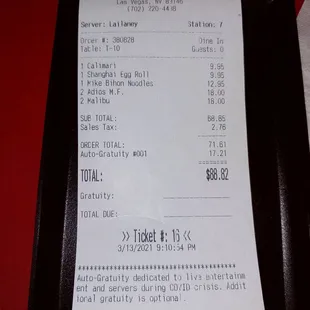 Las Vegas, NV 89146
(702) 726-4438
Server: Lailaney Station: 7
Order #: 380828 Dine In
Table: T-10 Guests: 0
1 Calimari 9.95
1 Shanghai Egg Roll 9.95
1 Mike Bihon Noodles 12.95
2 Adios M.F. 18.00
2 Malibu 18.00
SUB TOTAL: 68.85
Sales Tax: 2.76
ORDER TOTAL: 71.61
Auto-Gratuity #001 17.21
TOTAL: $88.82
Gratuity:
TOTAL DUE:
>> Ticket #: 16 <<
3/13/2021 9:10:54 PM
Auto-Gratuity dedicated to live entertainm
ent and servers during COVID crisis. Addit
ional gratuity is optional.